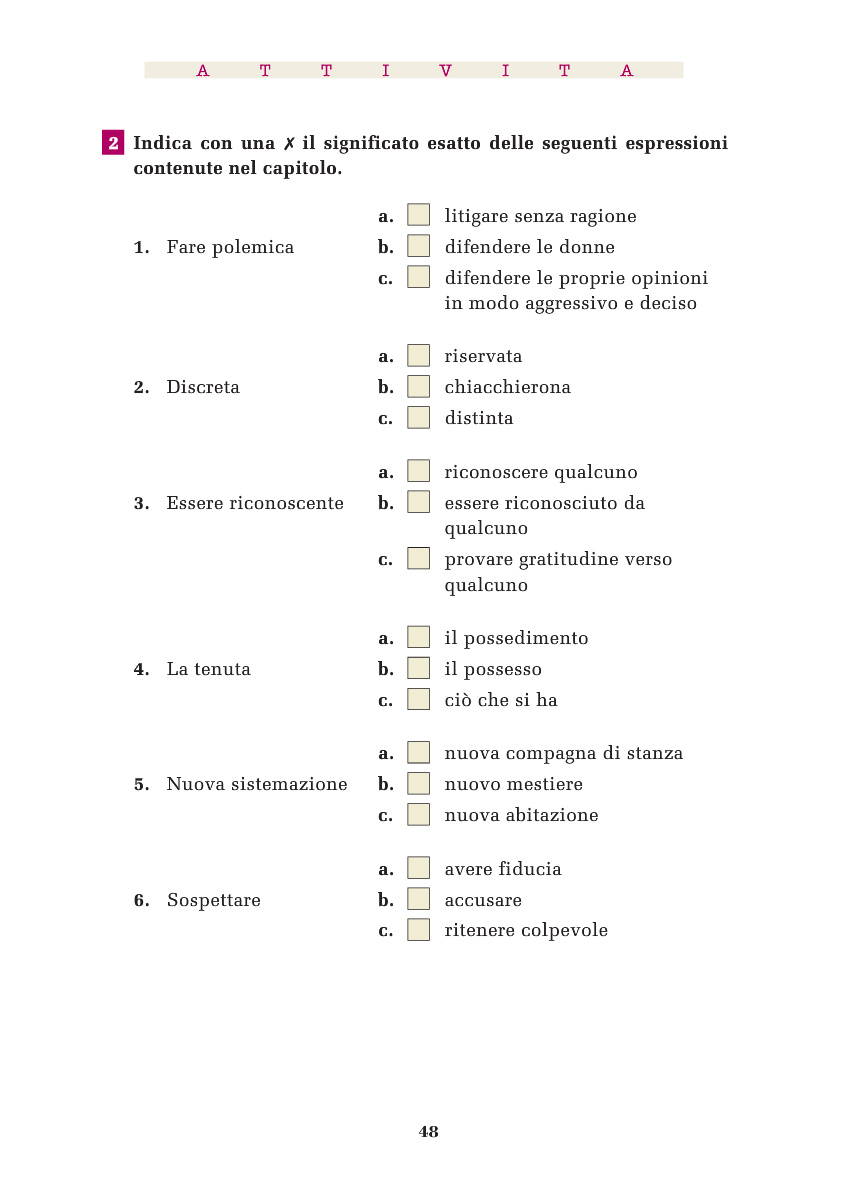 A T T I V I T A
2 Indica con una ✗ il significato esatto delle seguenti espressioni
contenute nel capitolo.
a. litigare senza ragione
1. Fare polemica b. difendere le donne
c. difendere le proprie opinioni
in modo aggressivo e deciso
a. riservata
2. Discreta b. chiacchierona
c. distinta
a. riconoscere qualcuno
3. Essere riconoscente b. essere riconosciuto da
qualcuno
c. provare gratitudine verso
qualcuno
a. il possedimento
4. La tenuta b. il possesso
c. ciò che si ha
a. nuova compagna di stanza
5. Nuova sistemazione b. nuovo mestiere
c. nuova abitazione
a. avere fiducia
6. Sospettare b. accusare
c. ritenere colpevole
48